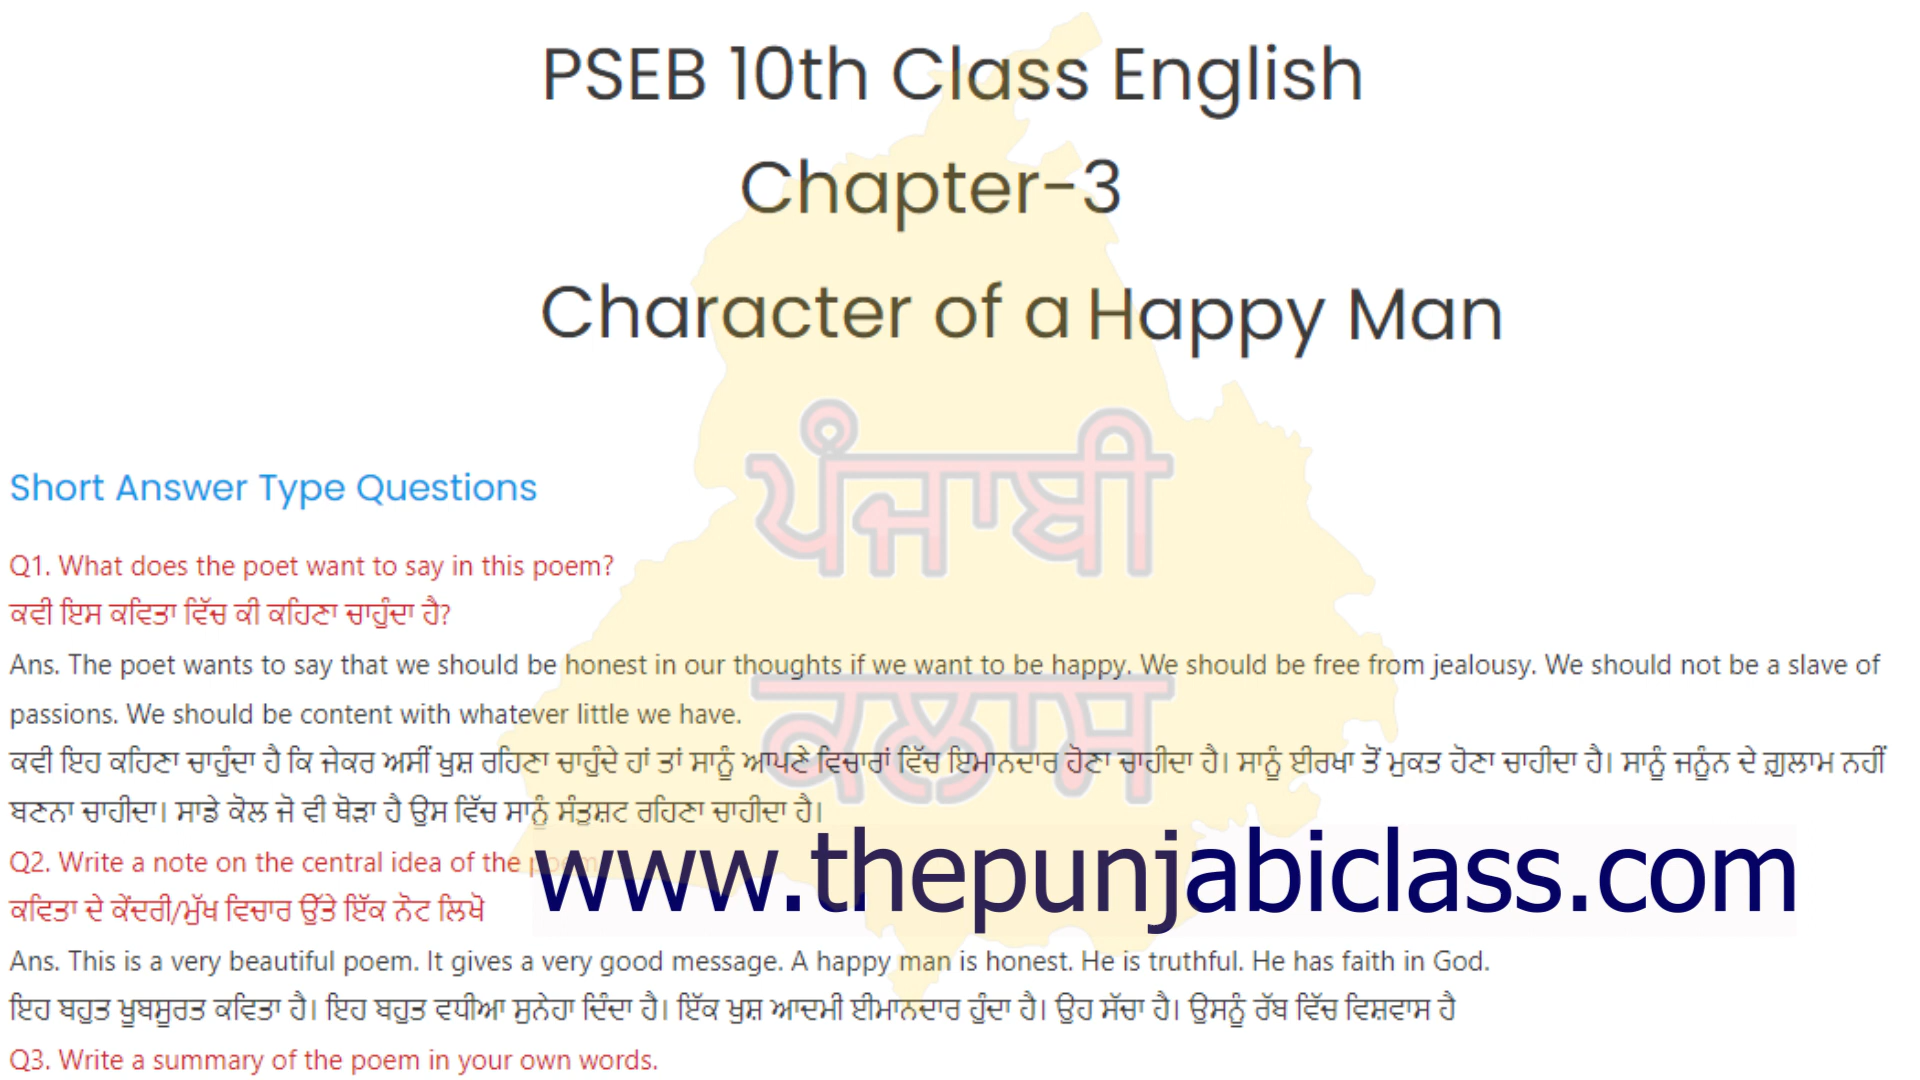 PSEB 10th Class English
Chapter-3
Character of a Happy Man
ਪੰਜਾਬੀ
ਕਲਾਸ
Short Answer Type Questions
Q1. What does the poet want to say in this poem?
ਕਵੀ ਇਸ ਕਵਿਤਾ ਵਿੱਚ ਕੀ ਕਹਿਣਾ ਚਾਹੁੰਦਾ ਹੈ?
Ans. The poet wants to say that we should be honest in our thoughts if we want to be happy. We should be free from jealousy. We should not be a slave of
passions. We should be content with whatever little we have.
ਕਵੀ ਇਹ ਕਹਿਣਾ ਚਾਹੁੰਦਾ ਹੈ ਕਿ ਜੇਕਰ ਅਸੀਂ ਖੁਸ਼ ਰਹਿਣਾ ਚਾਹੁੰਦੇ ਹਾਂ ਤਾਂ ਸਾਨੂੰ ਆਪਣੇ ਵਿਚਾਰਾਂ ਵਿੱਚ ਇਮਾਨਦਾਰ ਹੋਣਾ ਚਾਹੀਦਾ ਹੈ। ਸਾਨੂੰ ਈਰਖਾ ਤੋਂ ਮੁਕਤ ਹੋਣਾ ਚਾਹੀਦਾ ਹੈ। ਸਾਨੂੰ ਜਨੂੰਨ ਦੇ ਗ਼ੁਲਾਮ ਨਹੀਂ
ਬਣਨਾ ਚਾਹੀਦਾ। ਸਾਡੇ ਕੋਲ ਜੋ ਵੀ ਥੋੜਾ ਹੈ ਉਸ ਵਿੱਚ ਸਾਨੂੰ ਸੰਤੁਸ਼ਟ ਰਹਿਣਾ ਚਾਹੀਦਾ ਹੈ।
Q2. Write a note on the central idea of the poem
www.thepunjabiclass.com
ਕਵਿਤਾ ਦੇ ਕੇਂਦਰੀ/ਮੁੱਖ ਵਿਚਾਰ ਉੱਤੇ ਇੱਕ ਨੋਟ ਲਿਖੋ
Ans. This is a very beautiful poem. It gives a very good message. A happy man is honest. He is truthful. He has faith in God.
ਇਹ ਬਹੁਤ ਖੂਬਸੂਰਤ ਕਵਿਤਾ ਹੈ। ਇਹ ਬਹੁਤ ਵਧੀਆ ਸੁਨੇਹਾ ਦਿੰਦਾ ਹੈ। ਇੱਕ ਖੁਸ਼ ਆਦਮੀ ਈਮਾਨਦਾਰ ਹੁੰਦਾ ਹੈ। ਉਹ ਸੱਚਾ ਹੈ। ਉਸਨੂੰ ਰੱਬ ਵਿੱਚ ਵਿਸ਼ਵਾਸ ਹੈ
Q3. Write a summary of the poem in your own words.